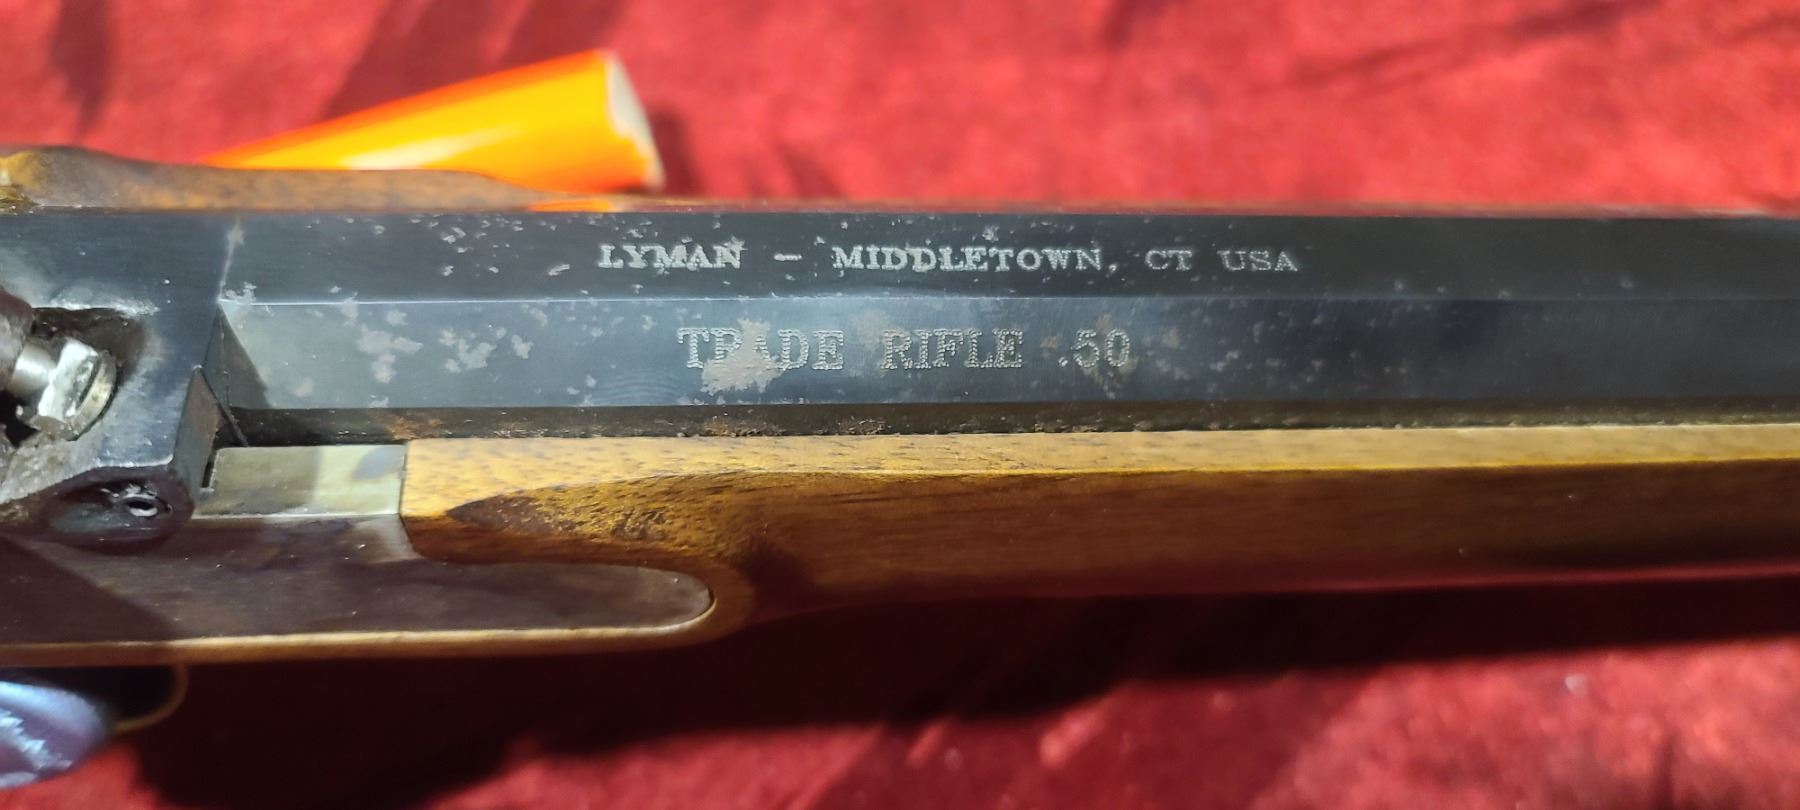 LYMAN - MIDDLETOWN, CT USA
TRADE RIFLE .50